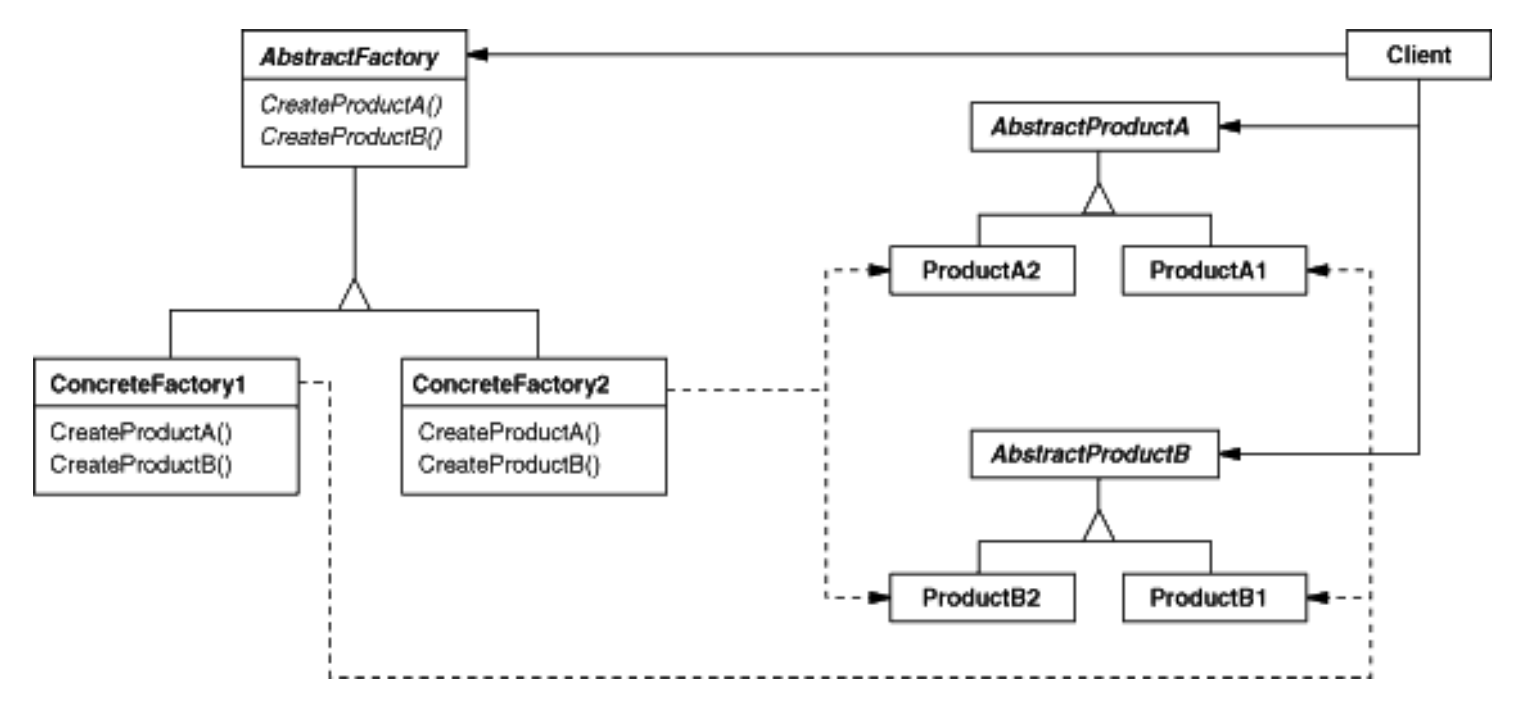 AbstractFactory
CreateProductA()
CreateProductB()
Client
AbstractProductA
ProductA2
ProductA1
ConcreteFactory1
CreateProductA()
CreateProductB()
ConcreteFactory2
CreateProductA()
CreateProductB()
AbstractProductB
ProductB2
ProductB1